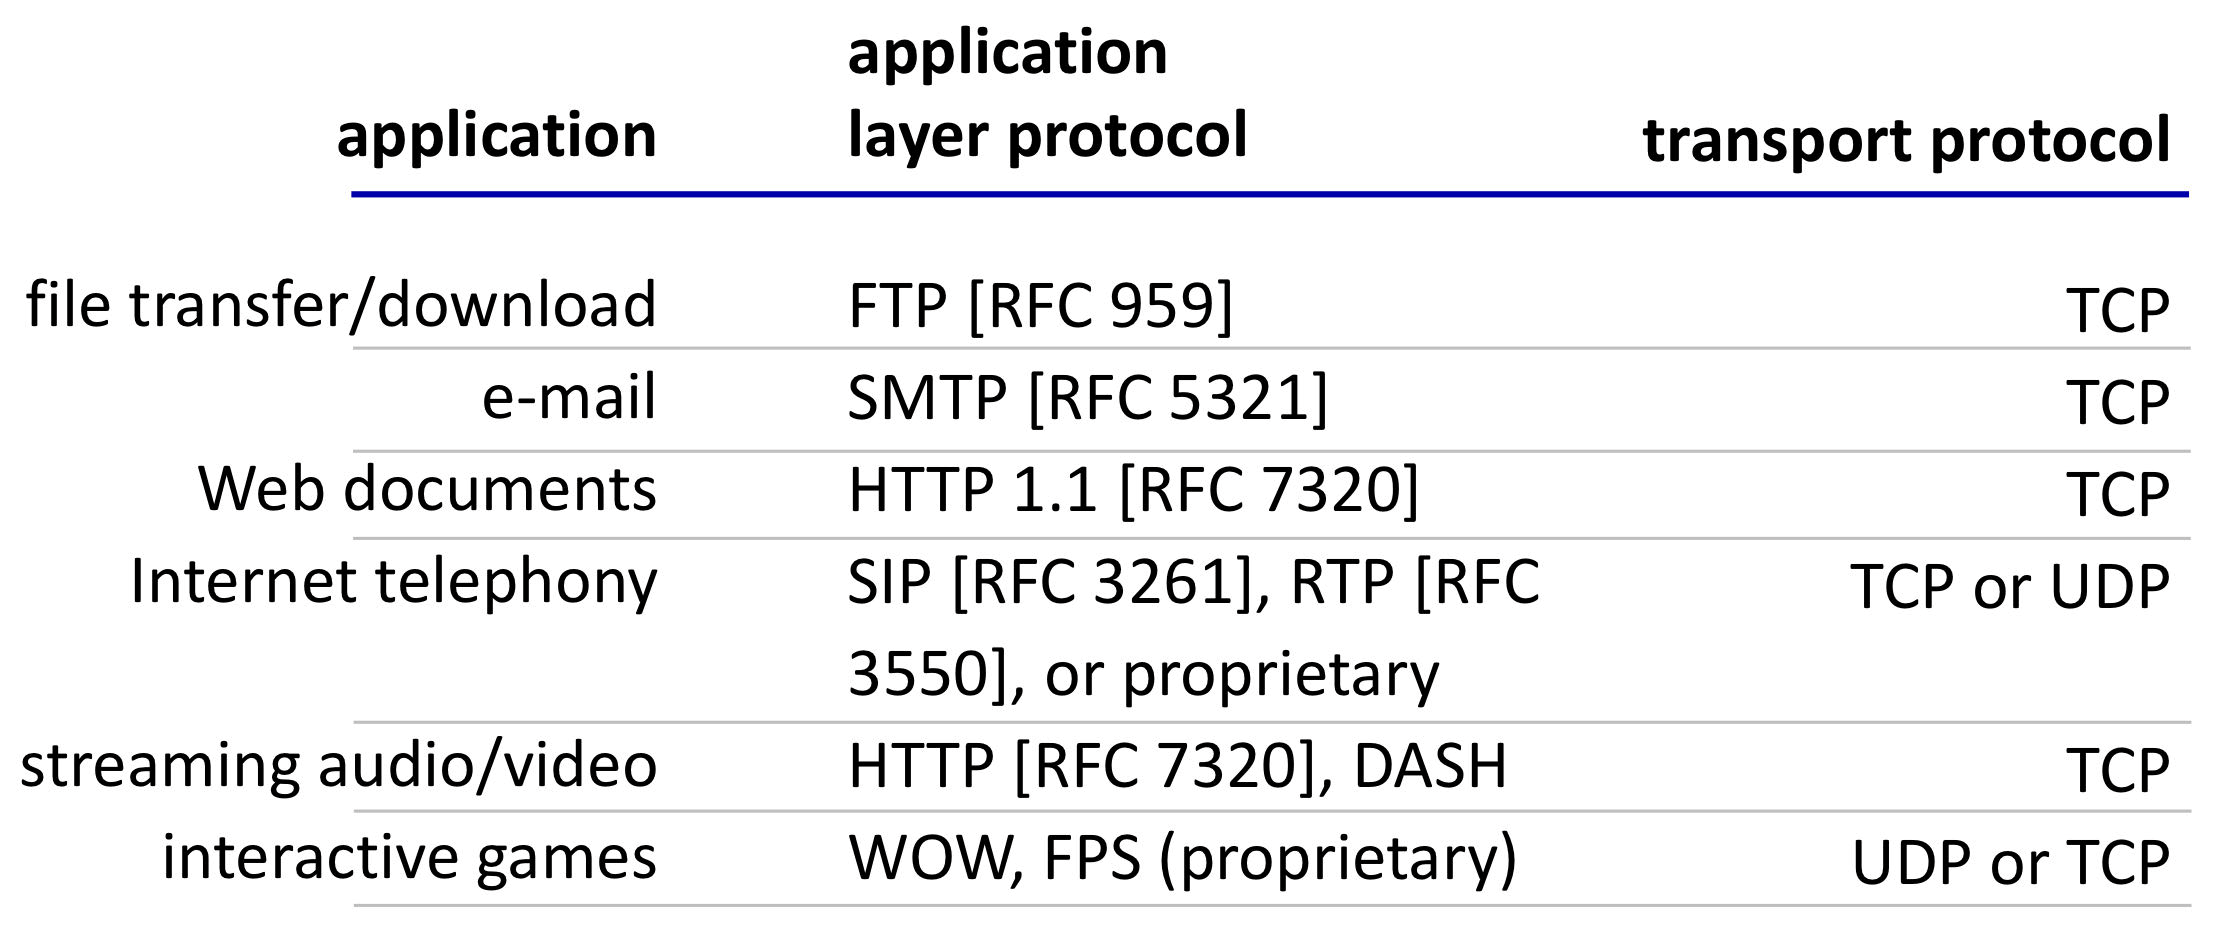 application
application layer protocol
transport protocol
file transfer/download
FTP [RFC 959]
TCP
e-mail
SMTP [RFC 5321]
TCP
Web documents
HTTP 1.1 [RFC 7320]
TCP
Internet telephony
SIP [RFC 3261], RTP [RFC
3550], or proprietary
TCP or UDP
streaming audio/video
HTTP [RFC 7320], DASH
TCP
interactive games
WOW, FPS (proprietary)
UDP or TCP